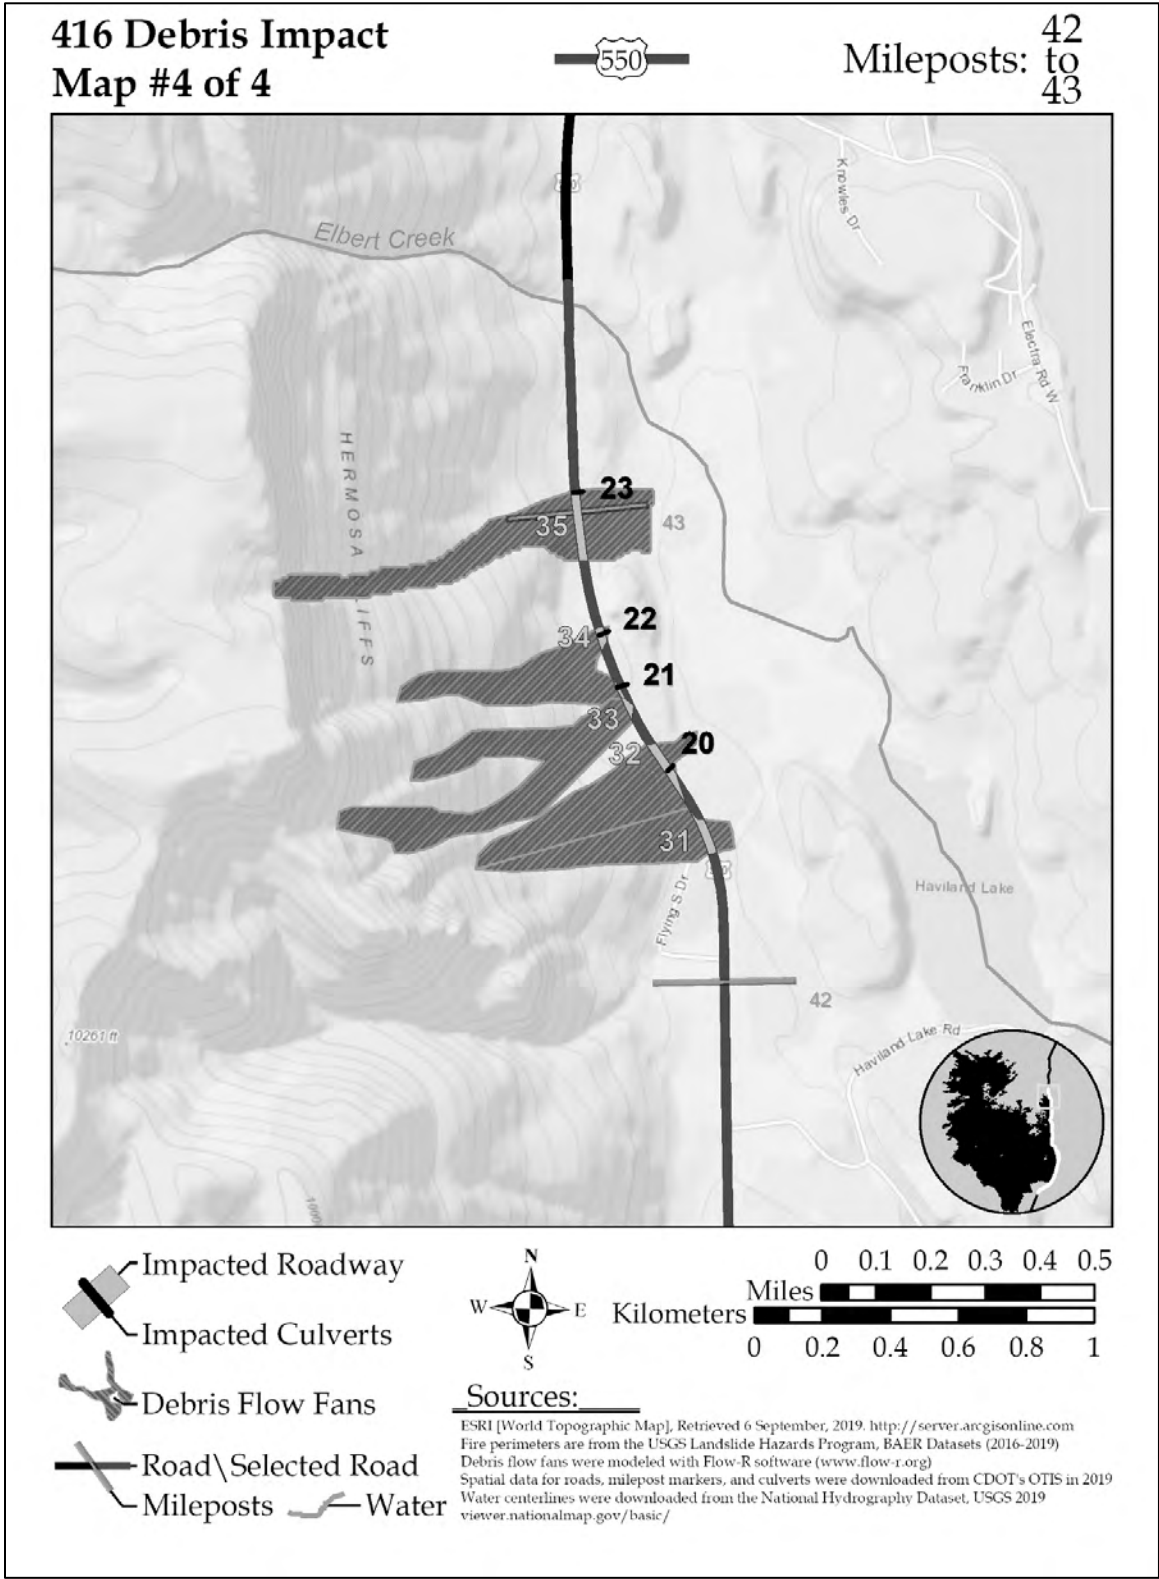 416 Debris Impact
Map #4 of 4
550
Mileposts: 42 to 43
Elbert Creek
Knowles Dr
Electra Rd W
Franklin Dr
HERMOSA
IFFS
23
35
43
22
34
21
33
20
32
31
Flying S Dr
Haviland Lake
42
10261 ft
Haviland Lake Rd
Impacted Roadway
Impacted Culverts
Debris Flow Fans
Road\Selected Road
Mileposts
Water
N
W
E
S
0 0.1 0.2 0.3 0.4 0.5
Miles
Kilometers
0 0.2 0.4 0.6 0.8 1
Sources:
ESRI [World Topographic Map], Retrieved 6 September, 2019. http://server.arcgisonline.com
Fire perimeters are from the USGS Landslide Hazards Program, BAER Datasets (2016-2019)
Debris flow fans were modeled with Flow-R software (www.flow-r.org)
Spatial data for roads, milepost markers, and culverts were downloaded from CDOT's OTIS in 2019
Water centerlines were downloaded from the National Hydrography Dataset, USGS 2019
viewer.nationalmap.gov/basic/